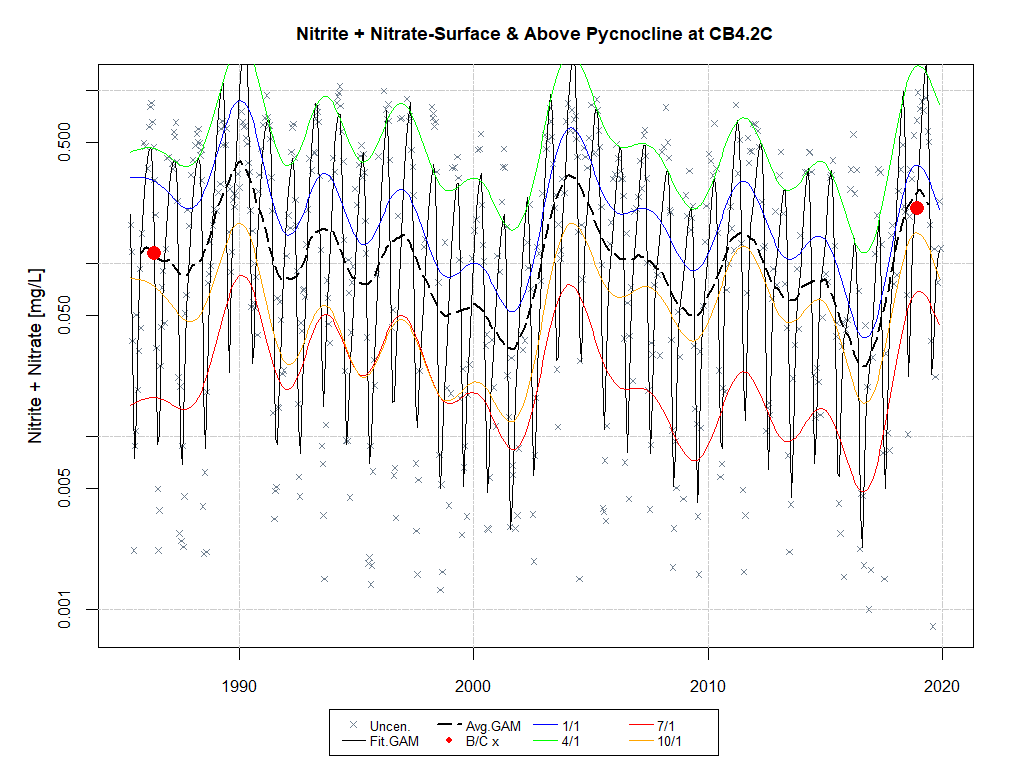 Nitrite + Nitrate-Surface & Above Pycnocline at CB4.2C
Nitrite + Nitrate [mg/L]
0.500
0.050
0.005
0.001
1990 2000 2010 2020
Uncen. Avg.GAM 1/1 7/1
Fit.GAM B/C x 4/1 10/1